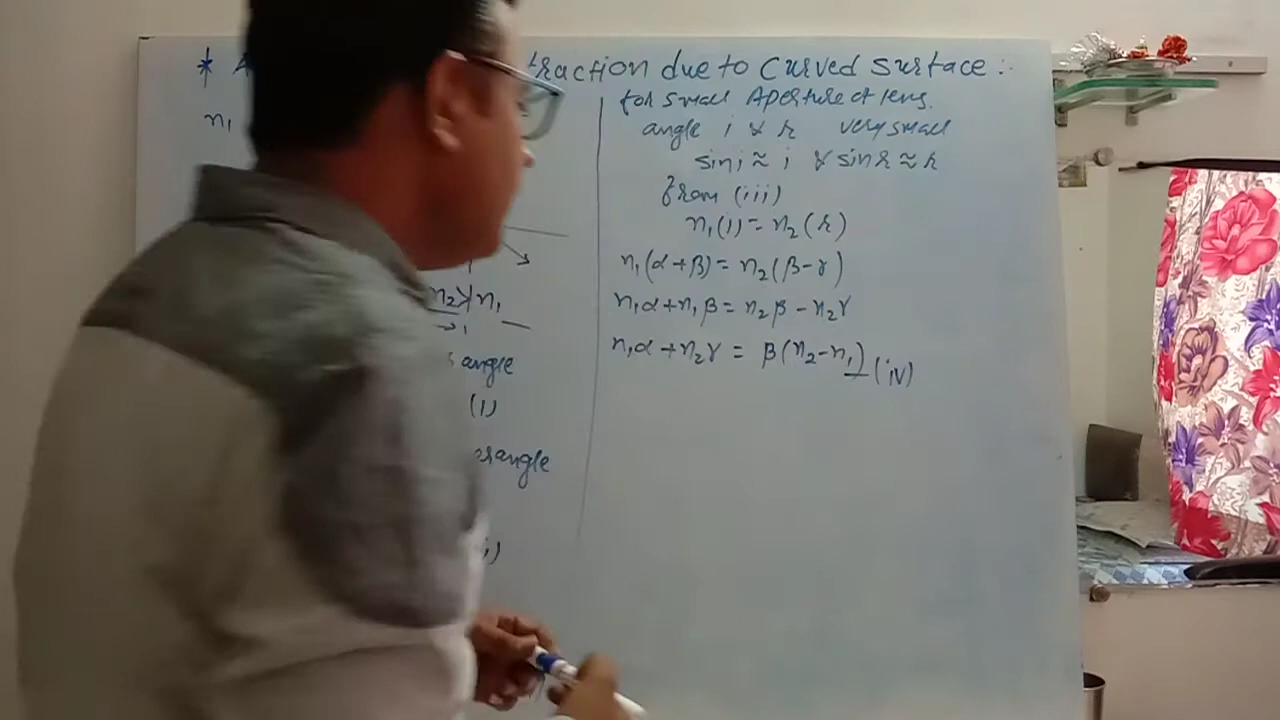 * A traction due to Curved Surface :-
n₁
n₂>n₁
angle
(i)
angle
for small Aperture of lens.
angle i & r very small
sin i ≈ i & sin r ≈ r
from (iii)
n₁(i) = n₂(r)
n₁(α+β) = n₂(β-γ)
n₁α + n₁β = n₂β - n₂γ
n₁α + n₂γ = β(n₂-n₁) — (iv)